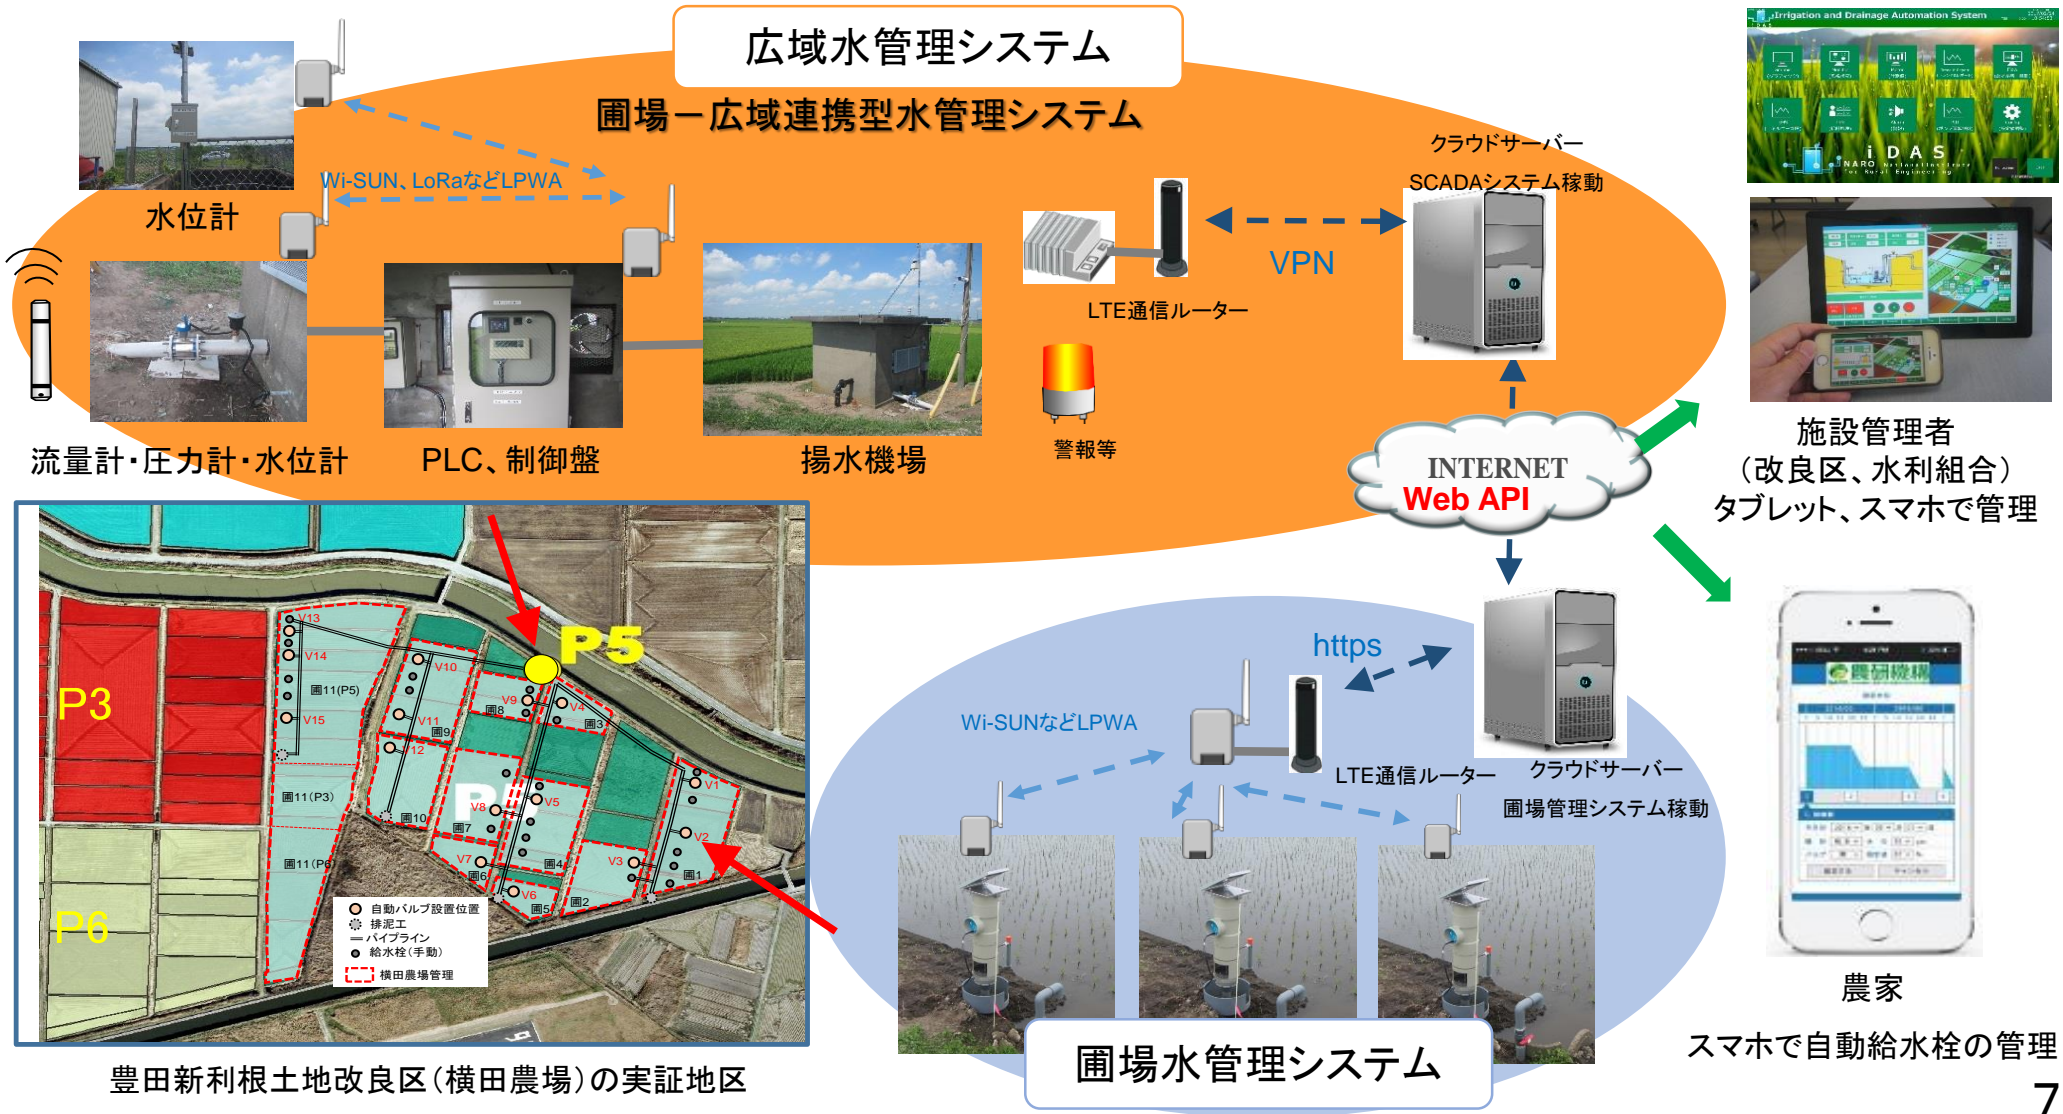 広域水管理システム
圃場－広域連携型水管理システム
Wi-SUN、LoRaなどLPWA
水位計
クラウドサーバー
SCADAシステム稼動
VPN
LTE通信ルーター
警報等
流量計・圧力計・水位計
PLC、制御盤
揚水機場
INTERNET
Web API
Irrigation and Drainage Automation System
iDAS
NARO National Institute
for Rural Engineering
施設管理者
（改良区、水利組合）
タブレット、スマホで管理
P5
P3
P6
V13
V14
V15
V10
V11
V12
V9
V4
V8
V5
V7
V6
V3
V1
V2
圃11(P5)
圃11(P3)
圃11(P6)
圃8
圃3
圃9
圃10
圃7
圃4
圃6
圃5
圃2
圃1
自動バルブ設置位置
排泥工
パイプライン
給水栓(手動)
横田農場管理
豊田新利根土地改良区(横田農場)の実証地区
https
Wi-SUNなどLPWA
LTE通信ルーター
クラウドサーバー
圃場管理システム稼動
圃場水管理システム
農研機構
農家
スマホで自動給水栓の管理
7